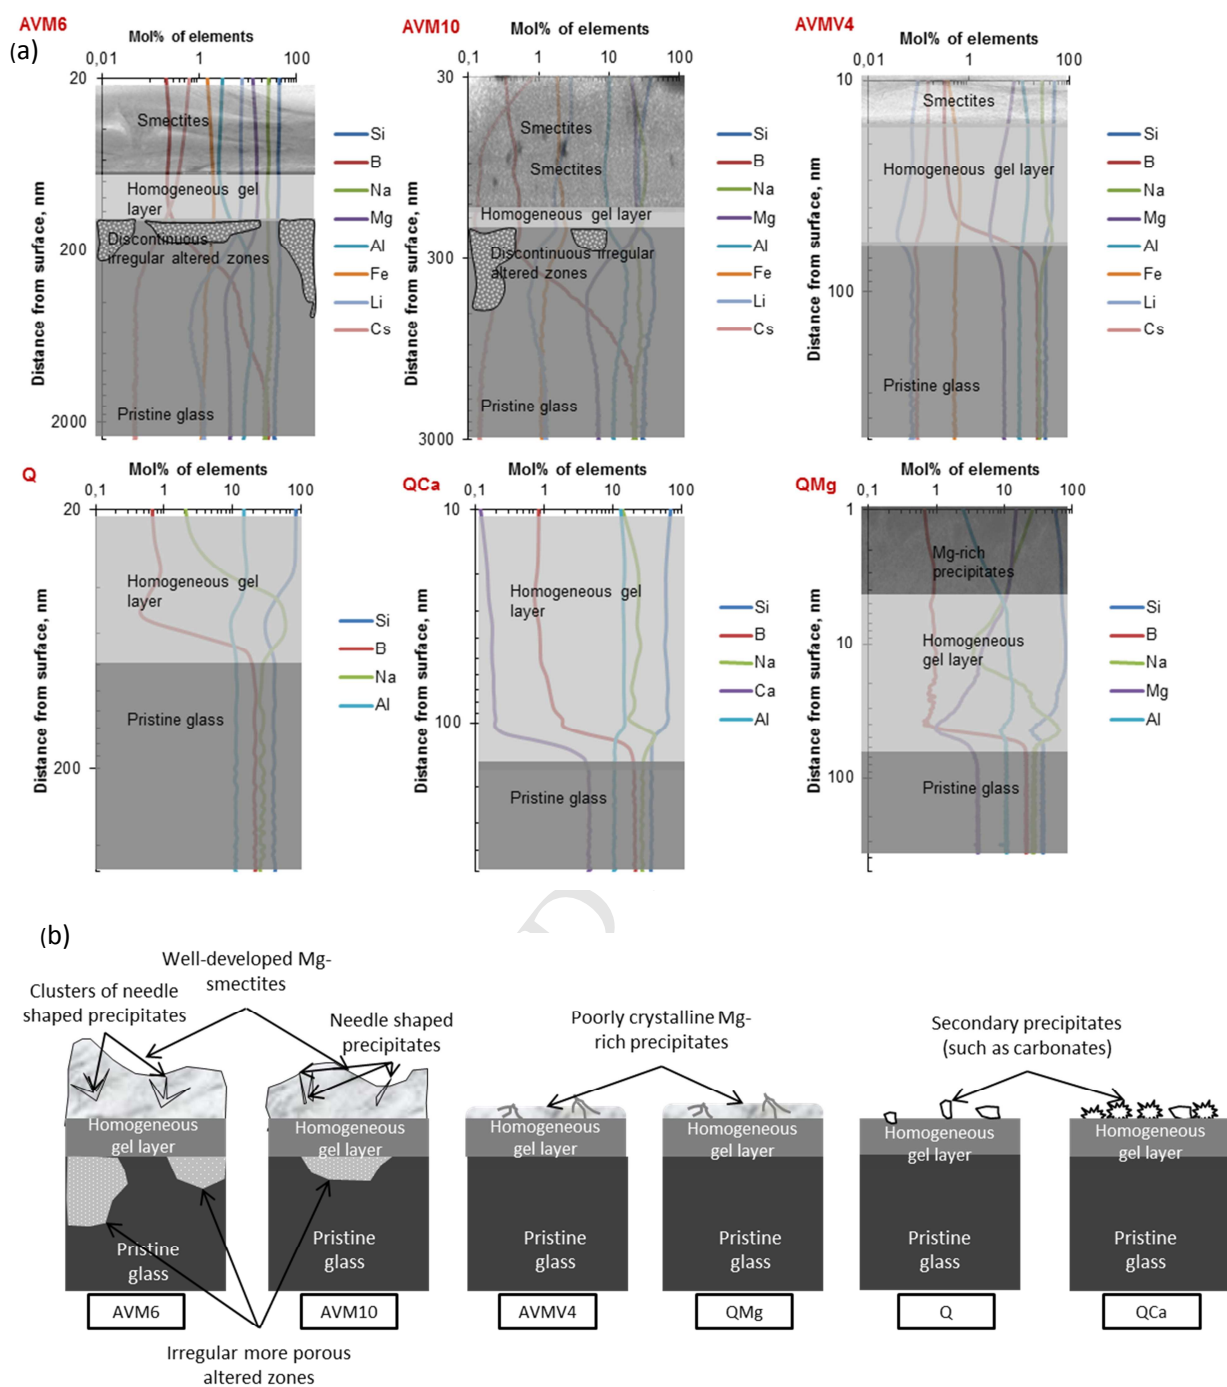 (a)
AVM6
Mol% of elements
0,01 1 100
20
200
2000
Distance from surface, nm
Smectites
Homogeneous gel
layer
Discontinuous
irregular altered zones
Pristine glass
Si
B
Na
Mg
Al
Fe
Li
Cs
AVM10
Mol% of elements
0,1 1 10 100
30
300
3000
Distance from surface, nm
Smectites
Smectites
Homogeneous gel layer
Discontinuous irregular
altered zones
Pristine glass
Si
B
Na
Mg
Al
Fe
Li
Cs
AVMV4
Mol% of elements
0,01 1 100
10
100
Distance from surface, nm
Smectites
Homogeneous gel layer
Pristine glass
Si
B
Na
Mg
Al
Fe
Li
Cs
Q
Mol% of elements
0,1 1 10 100
20
200
Distance from surface, nm
Homogeneous gel
layer
Pristine glass
Si
B
Na
Al
QCa
Mol% of elements
0,1 1 10 100
10
100
Distance from surface, nm
Homogeneous gel
layer
Pristine glass
Si
B
Na
Ca
Al
QMg
Mol% of elements
0,1 1 10 100
1
10
100
Distance from surface, nm
Mg-rich
precipitates
Homogeneous
gel layer
Pristine glass
Si
B
Na
Mg
Al
(b)
Well-developed Mg-
smectites
Clusters of needle
shaped precipitates
Needle shaped
precipitates
Poorly crystalline Mg-
rich precipitates
Secondary precipitates
(such as carbonates)
Homogeneous
gel layer
Pristine
glass
AVM6
Homogeneous
gel layer
Pristine
glass
AVM10
Homogeneous
gel layer
Pristine
glass
AVMV4
Homogeneous
gel layer
Pristine
glass
QMg
Homogeneous
gel layer
Pristine
glass
Q
Homogeneous
gel layer
Pristine
glass
QCa
Irregular more porous
altered zones